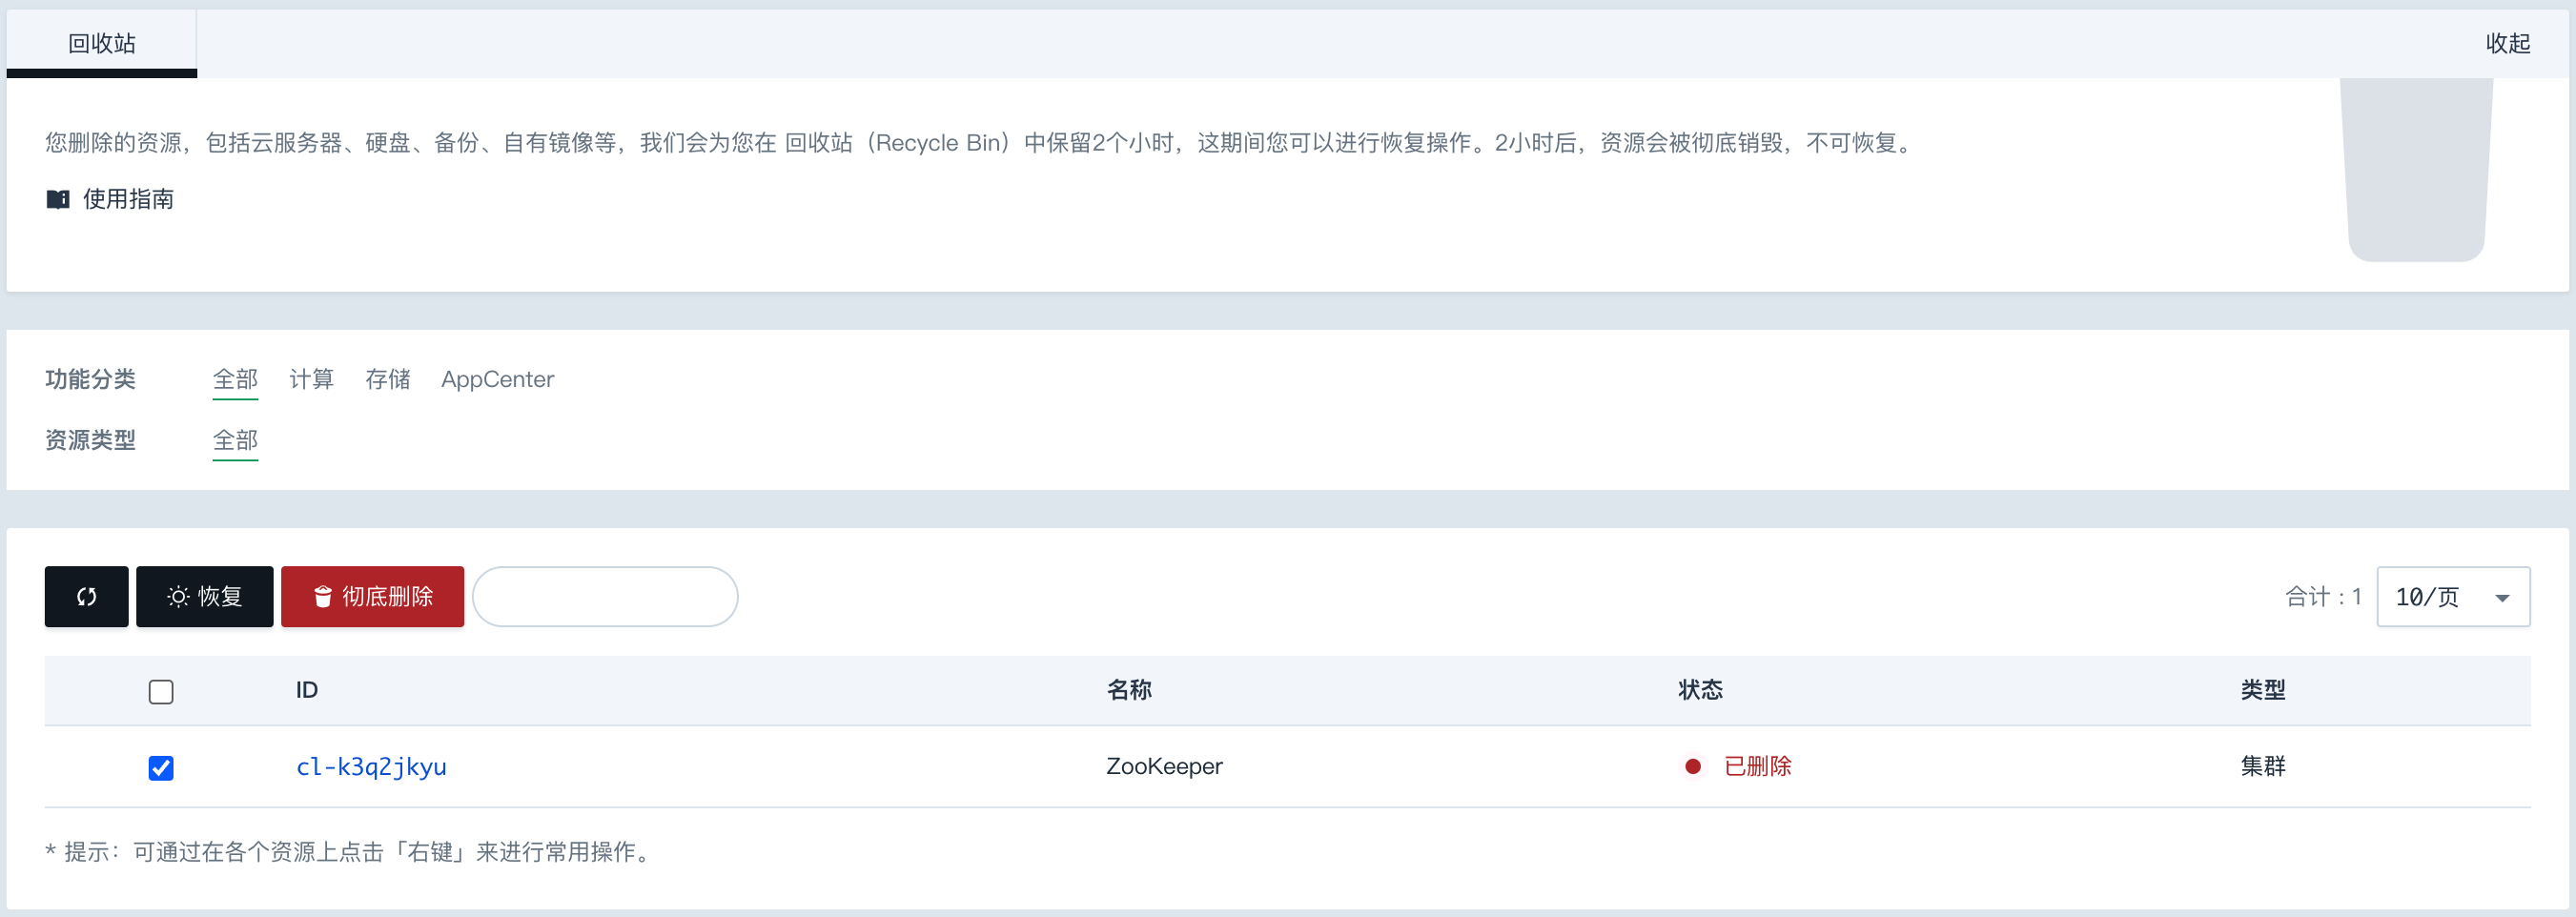 回收站
收起
您删除的资源，包括云服务器、硬盘、备份、自有镜像等，我们会为您在 回收站（Recycle Bin）中保留2个小时，这期间您可以进行恢复操作。2小时后，资源会被彻底销毁，不可恢复。
使用指南
功能分类 全部 计算 存储 AppCenter
资源类型 全部
恢复 彻底删除 合计 : 1 10/页
ID 名称 状态 类型
cl-k3q2jkyu ZooKeeper 已删除 集群
* 提示：可通过在各个资源上点击「右键」来进行常用操作。